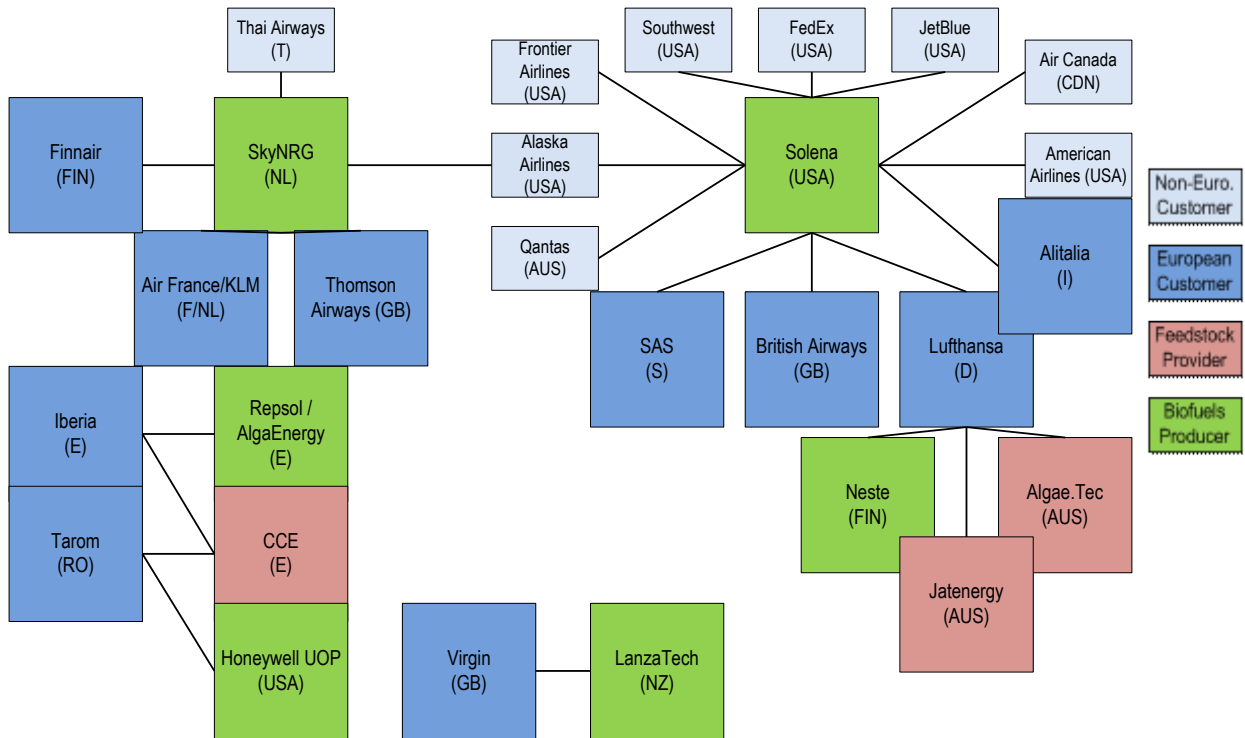 Thai Airways
(T)
Southwest
(USA)
FedEx
(USA)
JetBlue
(USA)
Frontier
Airlines
(USA)
Air Canada
(CDN)
Finnair
(FIN)
SkyNRG
(NL)
Alaska
Airlines
(USA)
Solena
(USA)
American
Airlines (USA)
Non-Euro.
Customer
Qantas
(AUS)
Alitalia
(I)
European
Customer
Air France/KLM
(F/NL)
Thomson
Airways (GB)
SAS
(S)
British Airways
(GB)
Lufthansa
(D)
Feedstock
Provider
Iberia
(E)
Repsol /
AlgaEnergy
(E)
Biofuels
Producer
Neste
(FIN)
Algae.Tec
(AUS)
Tarom
(RO)
CCE
(E)
Jatenergy
(AUS)
Honeywell UOP
(USA)
Virgin
(GB)
LanzaTech
(NZ)